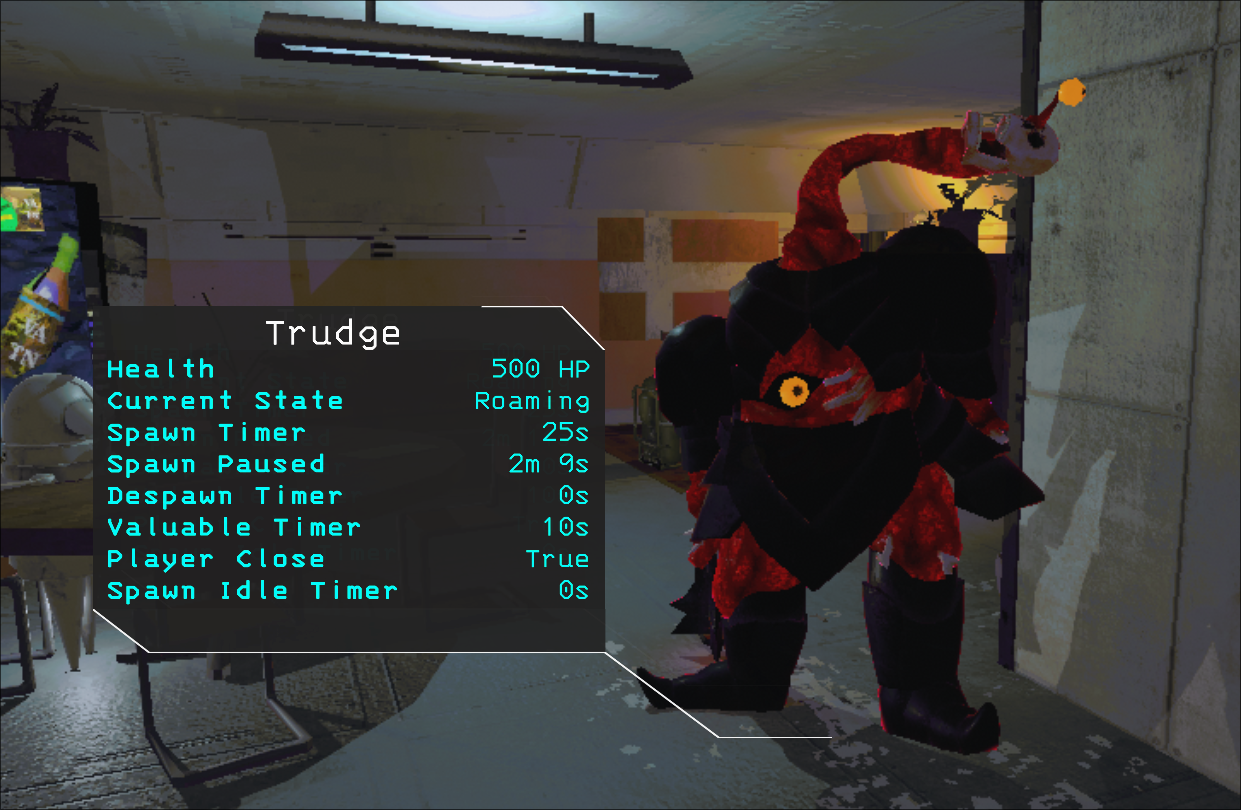 Trudge
Health 500 HP
Current State Roaming
Spawn Timer 25s
Spawn Paused 2m 9s
Despawn Timer 0s
Valuable Timer 10s
Player Close True
Spawn Idle Timer 0s